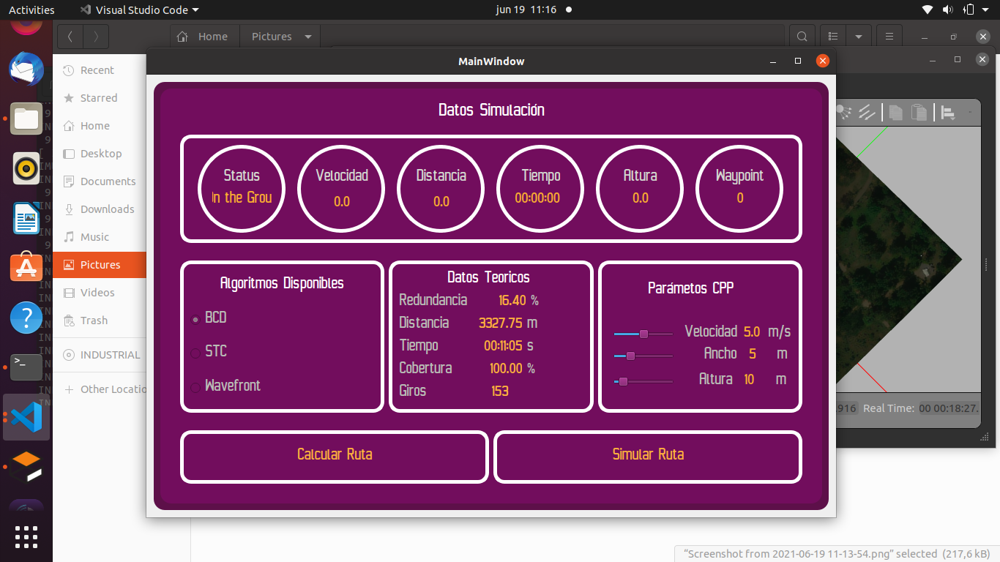 Activities Visual Studio Code jun 19 11:16
Home Pictures
MainWindow
Recent
Starred
Home
Desktop
Documents
Downloads
Music
Pictures
Videos
Trash
INDUSTRIAL
Other Locatio
Datos Simulación
Status Velocidad Distancia Tiempo Altura Waypoint
In the Grou 0.0 0.0 00:00:00 0.0 0
Algoritmos Disponibles
BCD
STC
Wavefront
Datos Teoricos
Redundancia 16.40 %
Distancia 3327.75 m
Tiempo 00:11:05 s
Cobertura 100.00 %
Giros 153
Parámetos CPP
Velocidad 5.0 m/s
Ancho 5 m
Altura 10 m
Calcular Ruta Simular Ruta
.916 Real Time: 00 00:18:27.
“Screenshot from 2021-06-19 11-13-54.png” selected (217,6 kB)